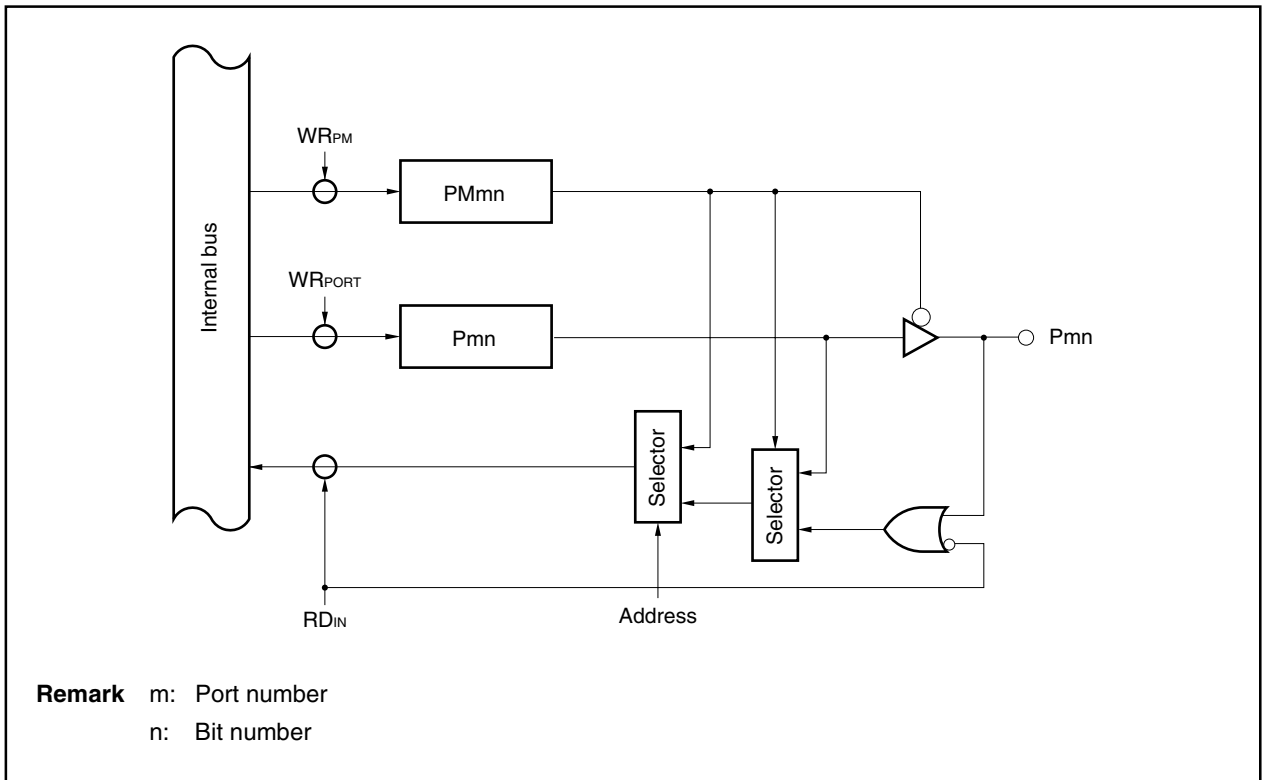 WRPM
PMmn
Internal bus
WRPORT
Pmn
Pmn
Selector
Selector
RDIN
Address
Remark m: Port number
n: Bit number